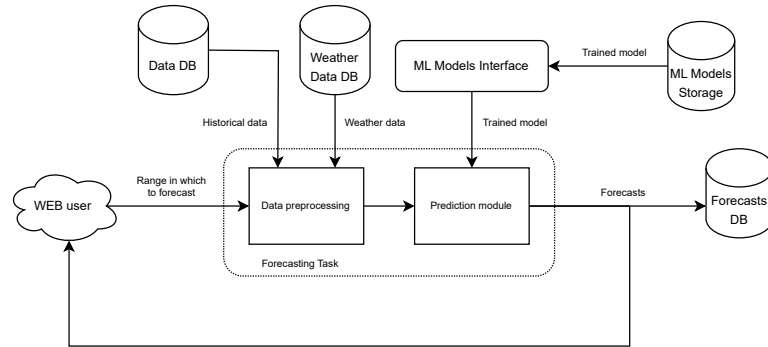 Data DB
Weather
Data DB
ML Models Interface
Trained model
ML Models
Storage
Historical data
Weather data
Trained model
Range in which
to forecast
WEB user
Data preprocessing
Prediction module
Forecasts
Forecasts
DB
Forecasting Task